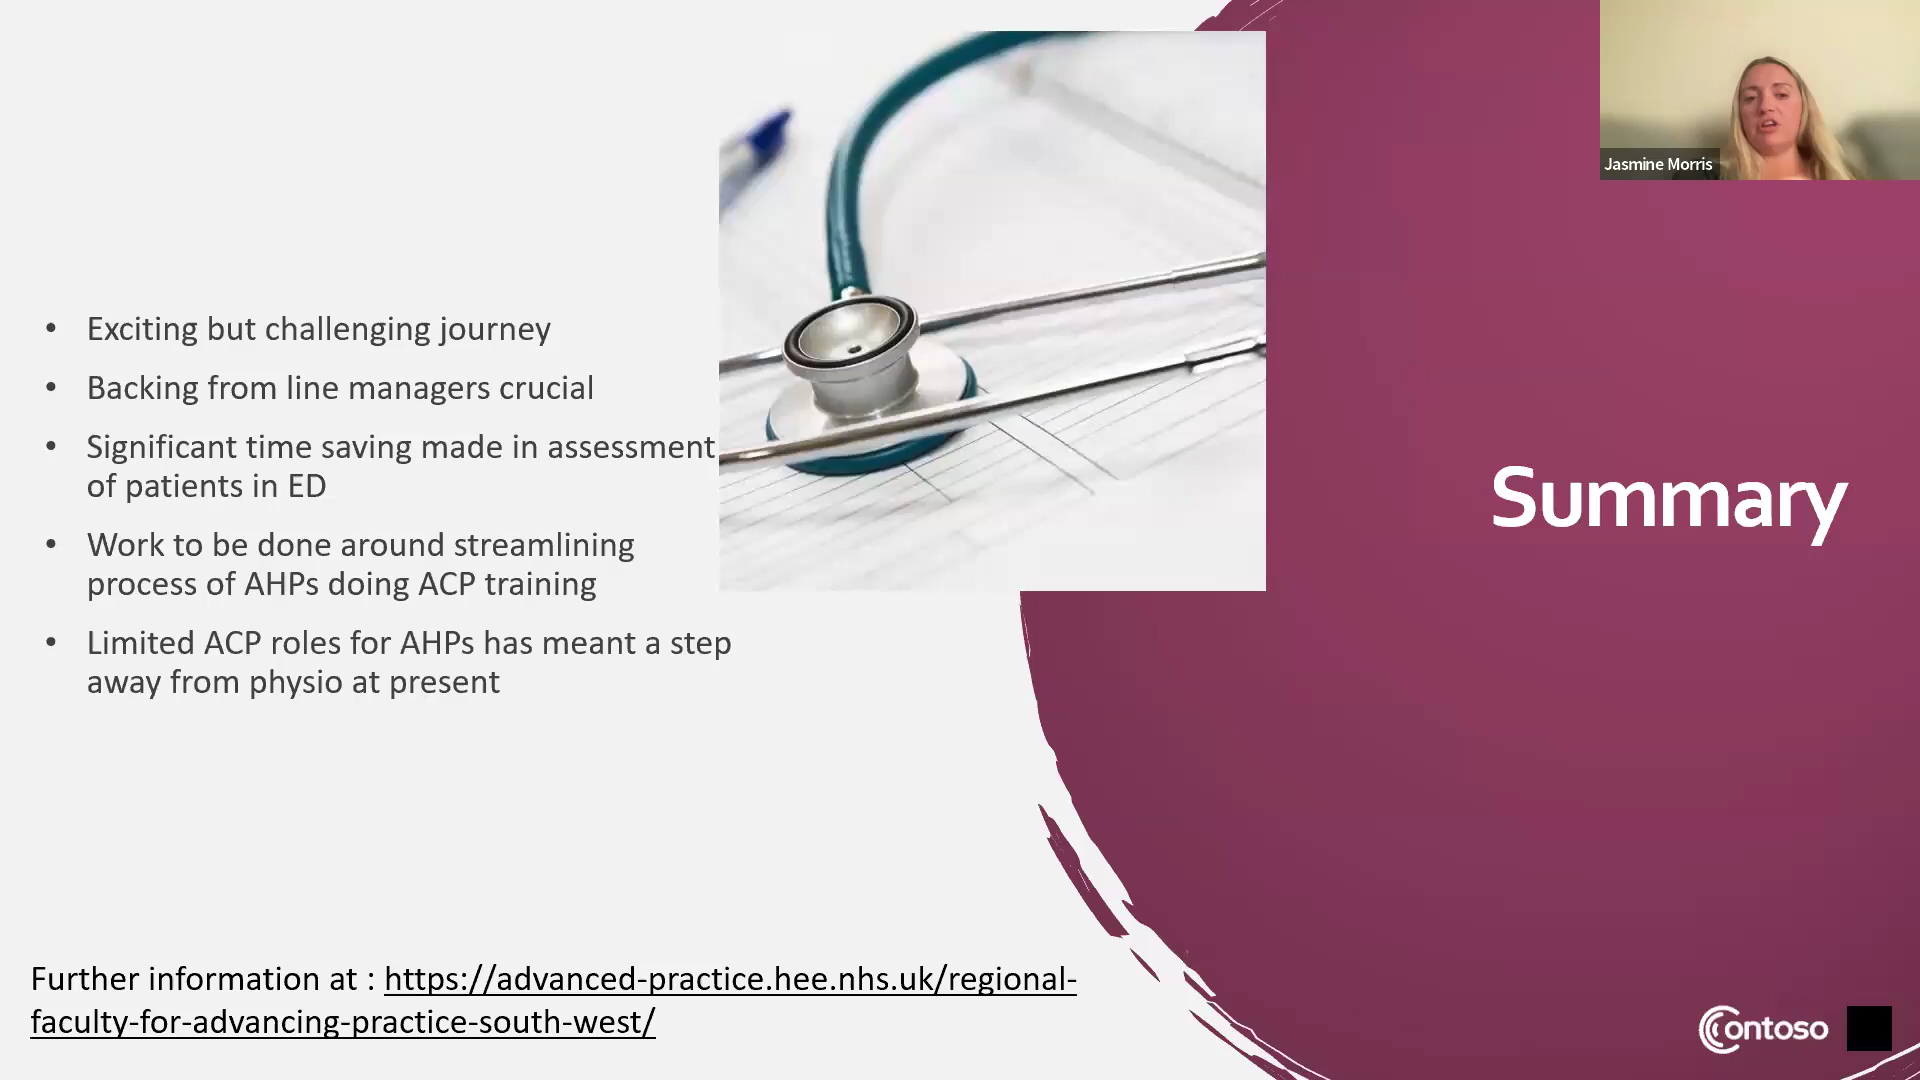 Jasmine Morris
• Exciting but challenging journey
• Backing from line managers crucial
• Significant time saving made in assessment
of patients in ED
• Work to be done around streamlining
process of AHPs doing ACP training
• Limited ACP roles for AHPs has meant a step
away from physio at present
Summary
Further information at : https://advanced-practice.hee.nhs.uk/regional-
faculty-for-advancing-practice-south-west/
Contoso